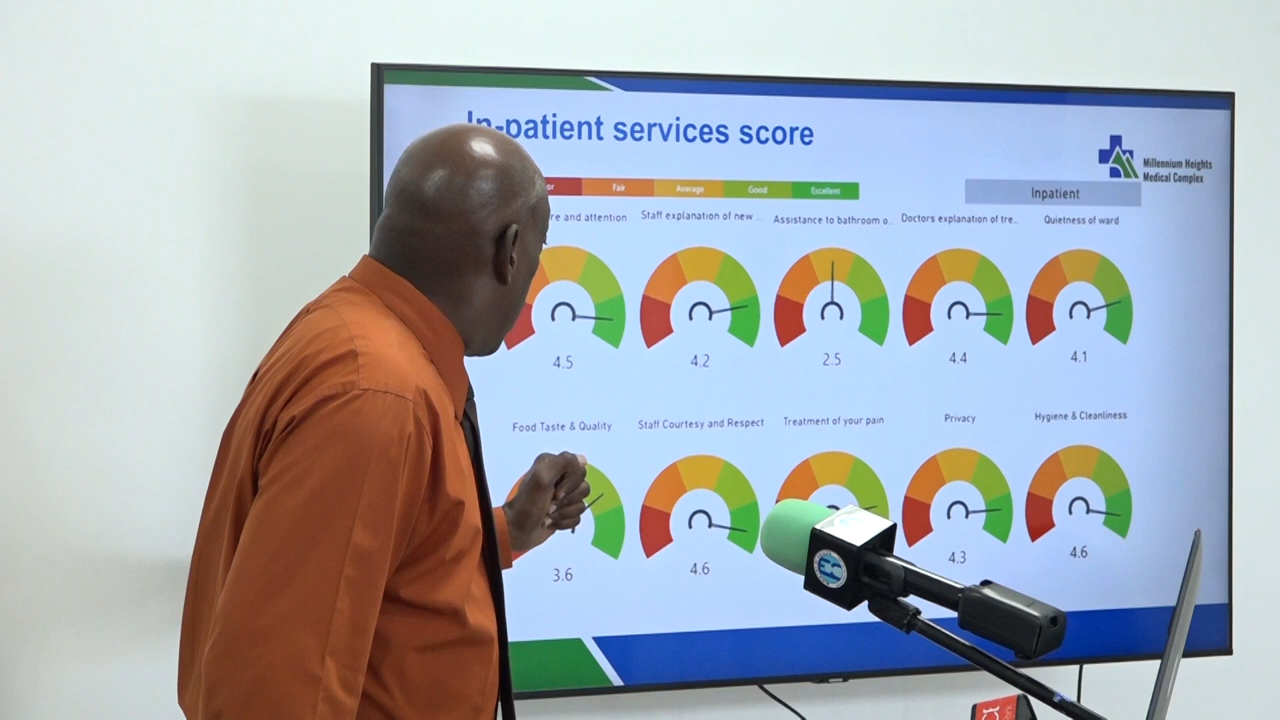 In-patient services score
Millennium Heights
Medical Complex
Fair Average Good Excellent
Inpatient
and attention
Staff explanation of new ...
Assistance to bathroom o...
Doctors explanation of tre...
Quietness of ward
4.5
4.2
2.5
4.4
4.1
Food Taste & Quality
Staff Courtesy and Respect
Treatment of your pain
Privacy
Hygiene & Cleanliness
3.6
4.6
4.3
4.6